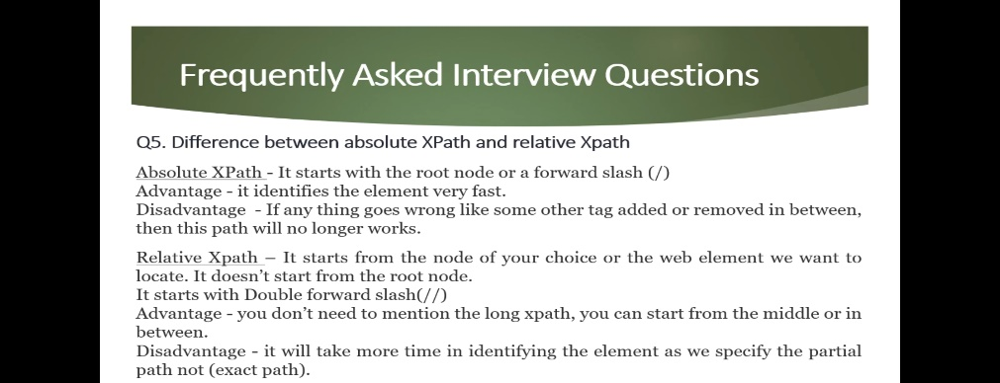 Frequently Asked Interview Questions
Q5. Difference between absolute XPath and relative Xpath
Absolute XPath - It starts with the root node or a forward slash (/)
Advantage - it identifies the element very fast.
Disadvantage - If any thing goes wrong like some other tag added or removed in between,
then this path will no longer works.
Relative Xpath – It starts from the node of your choice or the web element we want to
locate. It doesn't start from the root node.
It starts with Double forward slash(//)
Advantage - you don't need to mention the long xpath, you can start from the middle or in
between.
Disadvantage - it will take more time in identifying the element as we specify the partial
path not (exact path).